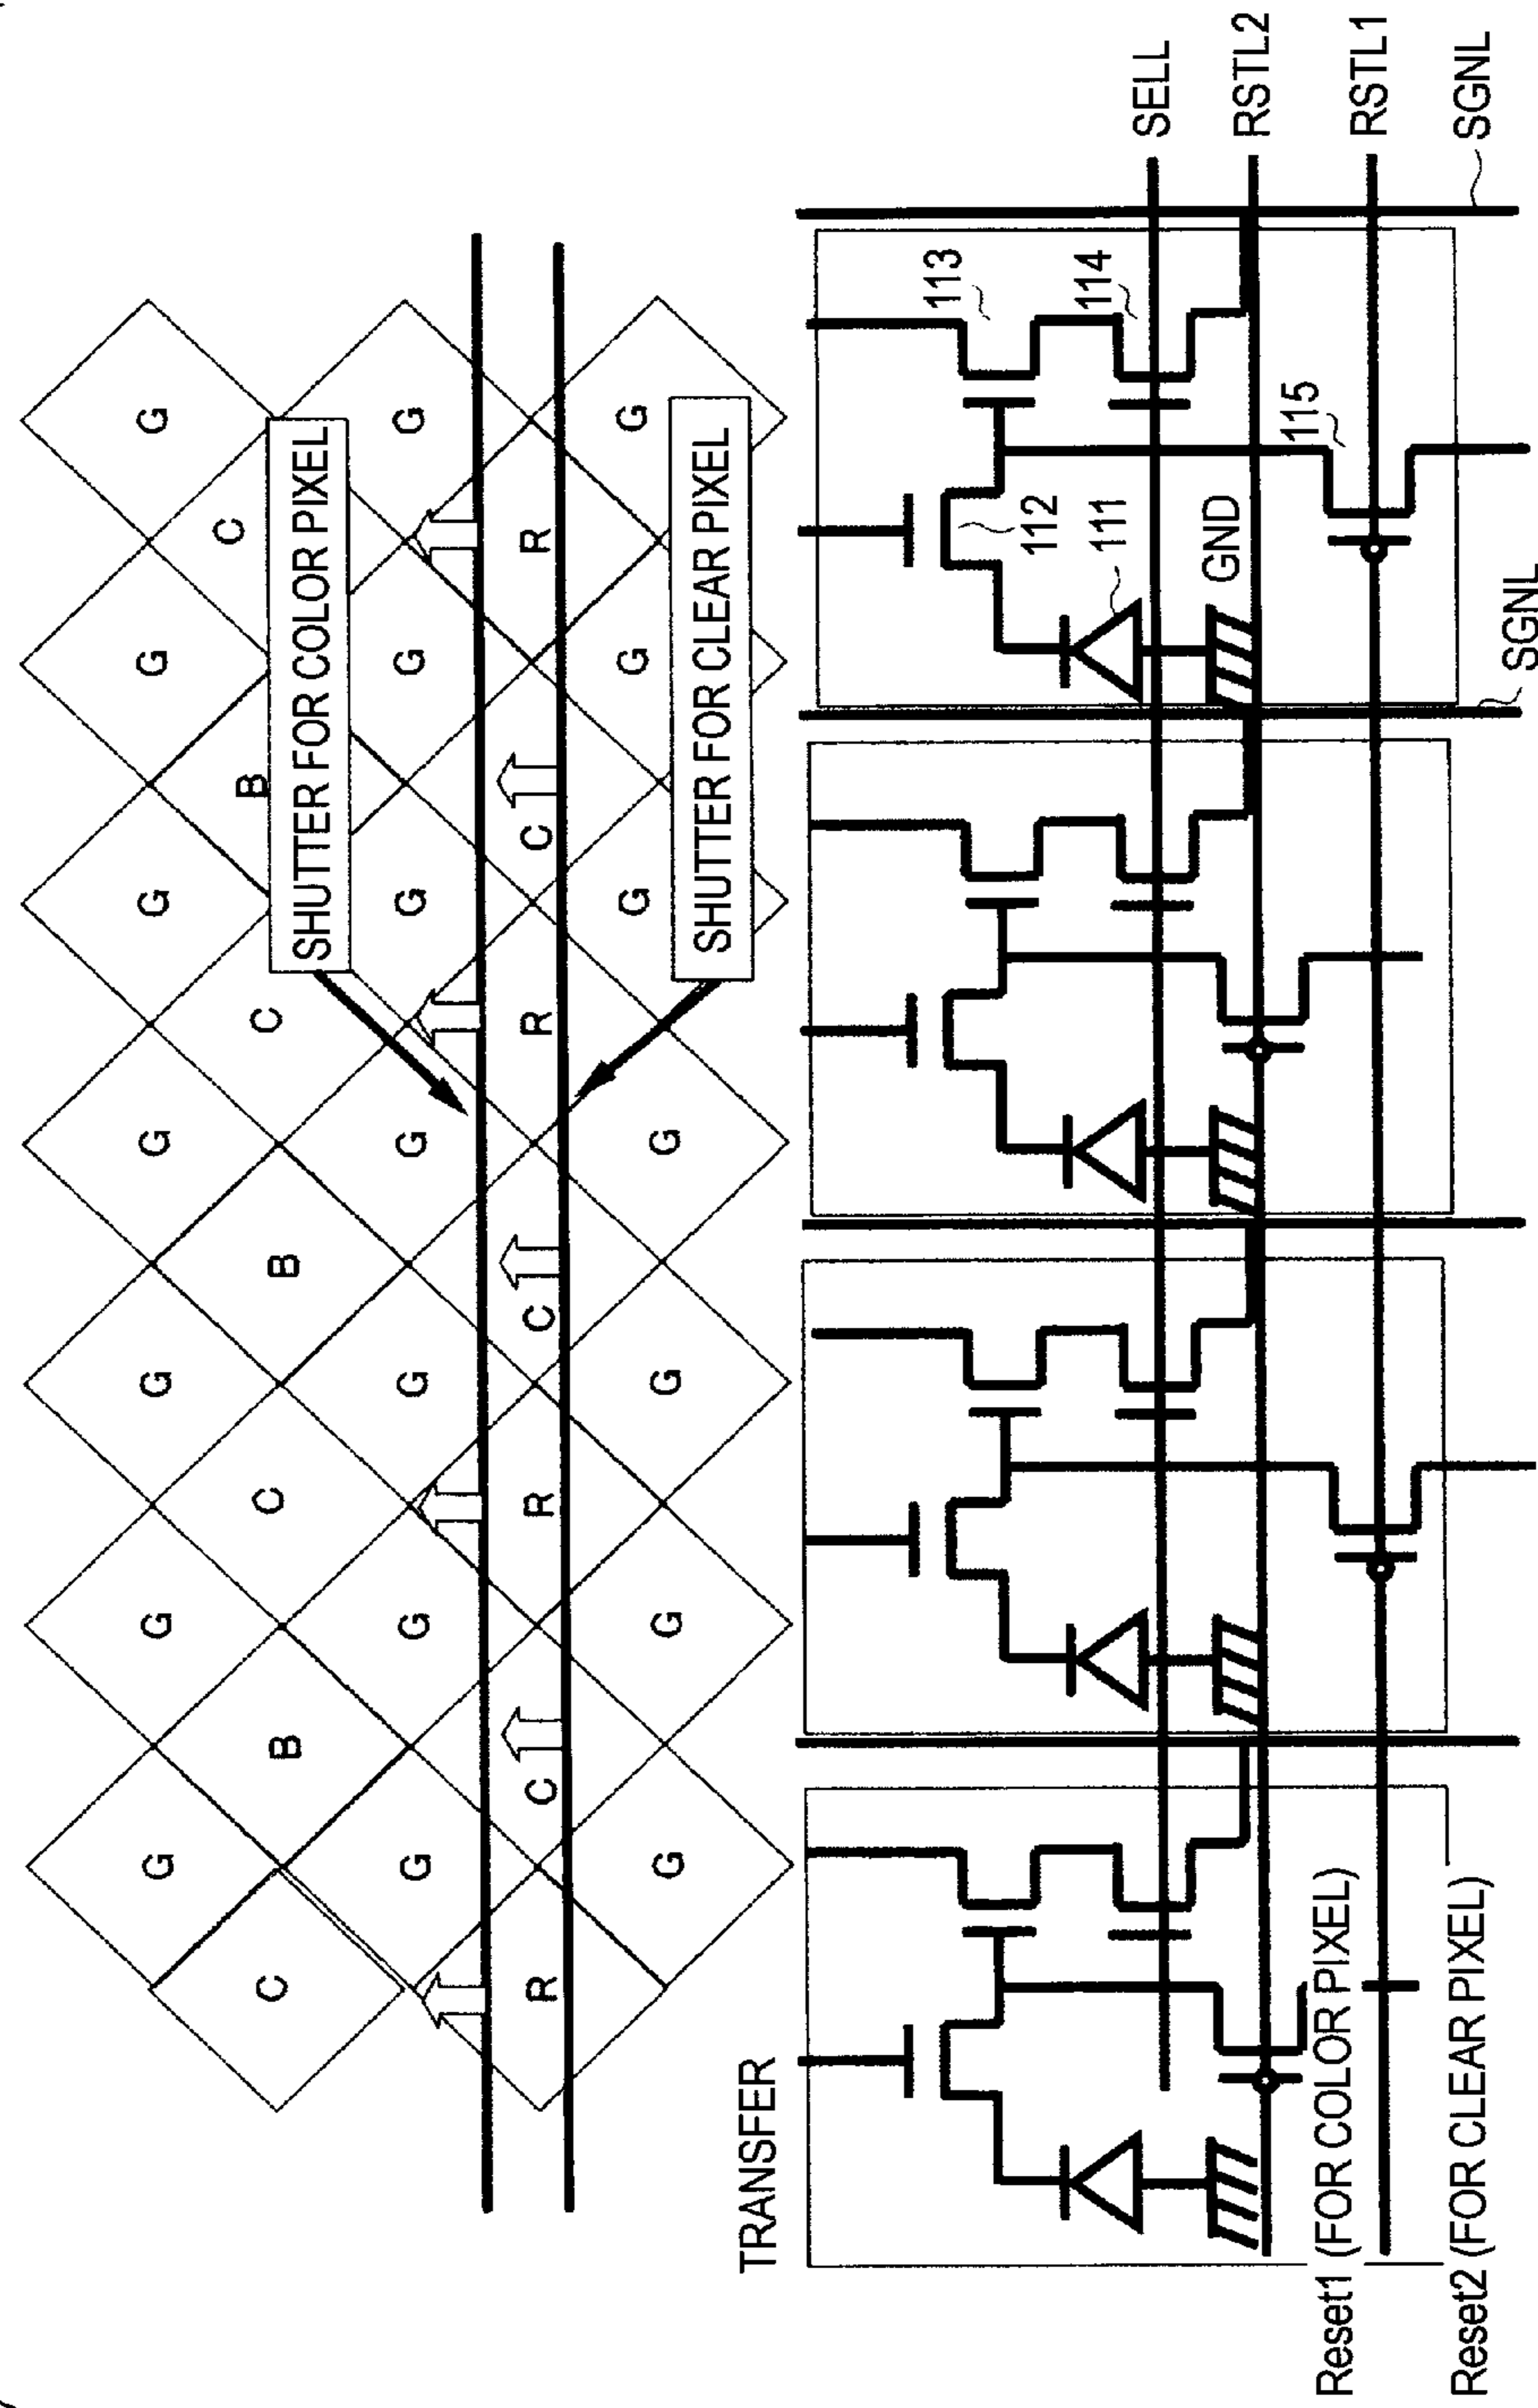 G G G G G G G
C B C B C B C
SHUTTER FOR COLOR PIXEL
G G G G G G G
R C R C R C R
G G G G G G G
SHUTTER FOR CLEAR PIXEL
TRANSFER
113
112
114
111
SELL
GND
RSTL2
115
Reset1 (FOR COLOR PIXEL)
RSTL1
Reset2 (FOR CLEAR PIXEL)
SGNL
SGNL